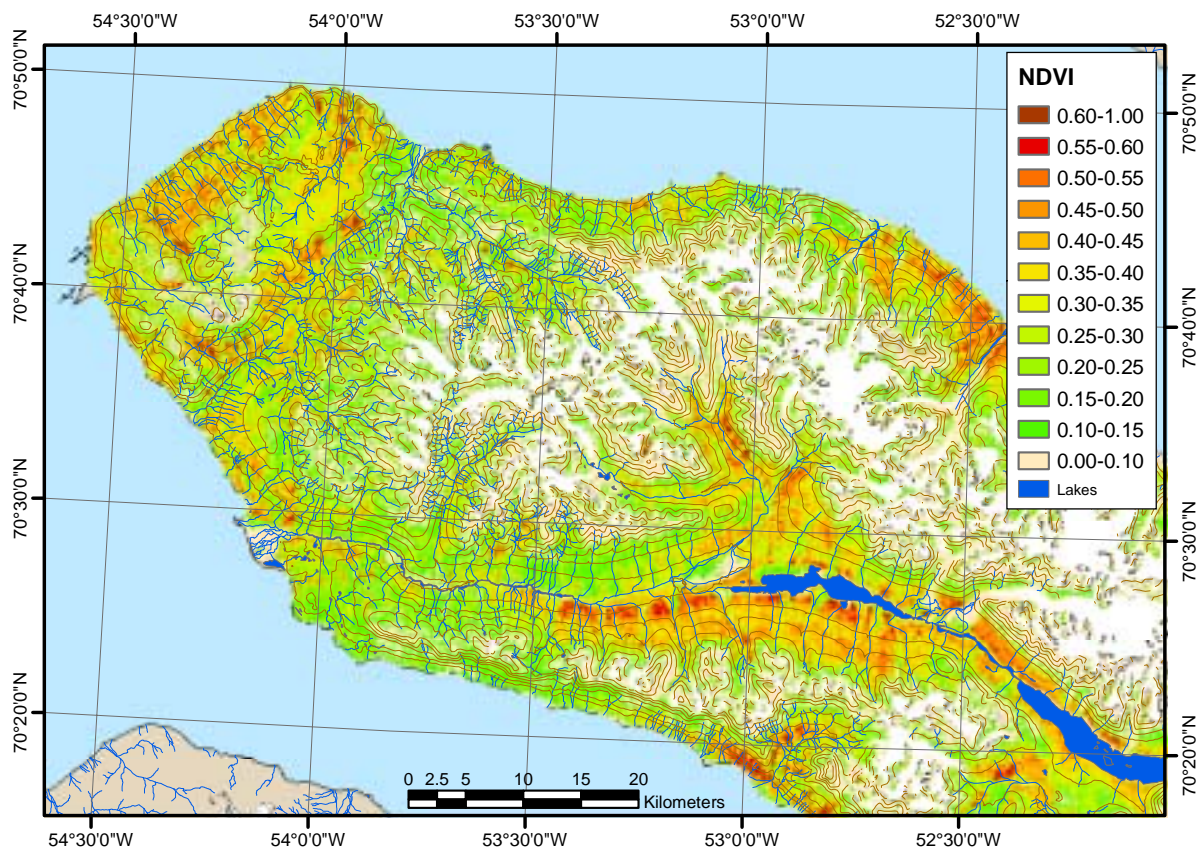 54°30'0"W 54°0'0"W 53°30'0"W 53°0'0"W 52°30'0"W
70°50'0"N
70°40'0"N
70°30'0"N
70°20'0"N
NDVI
0.60-1.00
0.55-0.60
0.50-0.55
0.45-0.50
0.40-0.45
0.35-0.40
0.30-0.35
0.25-0.30
0.20-0.25
0.15-0.20
0.10-0.15
0.00-0.10
Lakes
70°50'0"N
70°40'0"N
70°30'0"N
70°20'0"N
0 2.5 5 10 15 20
Kilometers
54°30'0"W 54°0'0"W 53°30'0"W 53°0'0"W 52°30'0"W